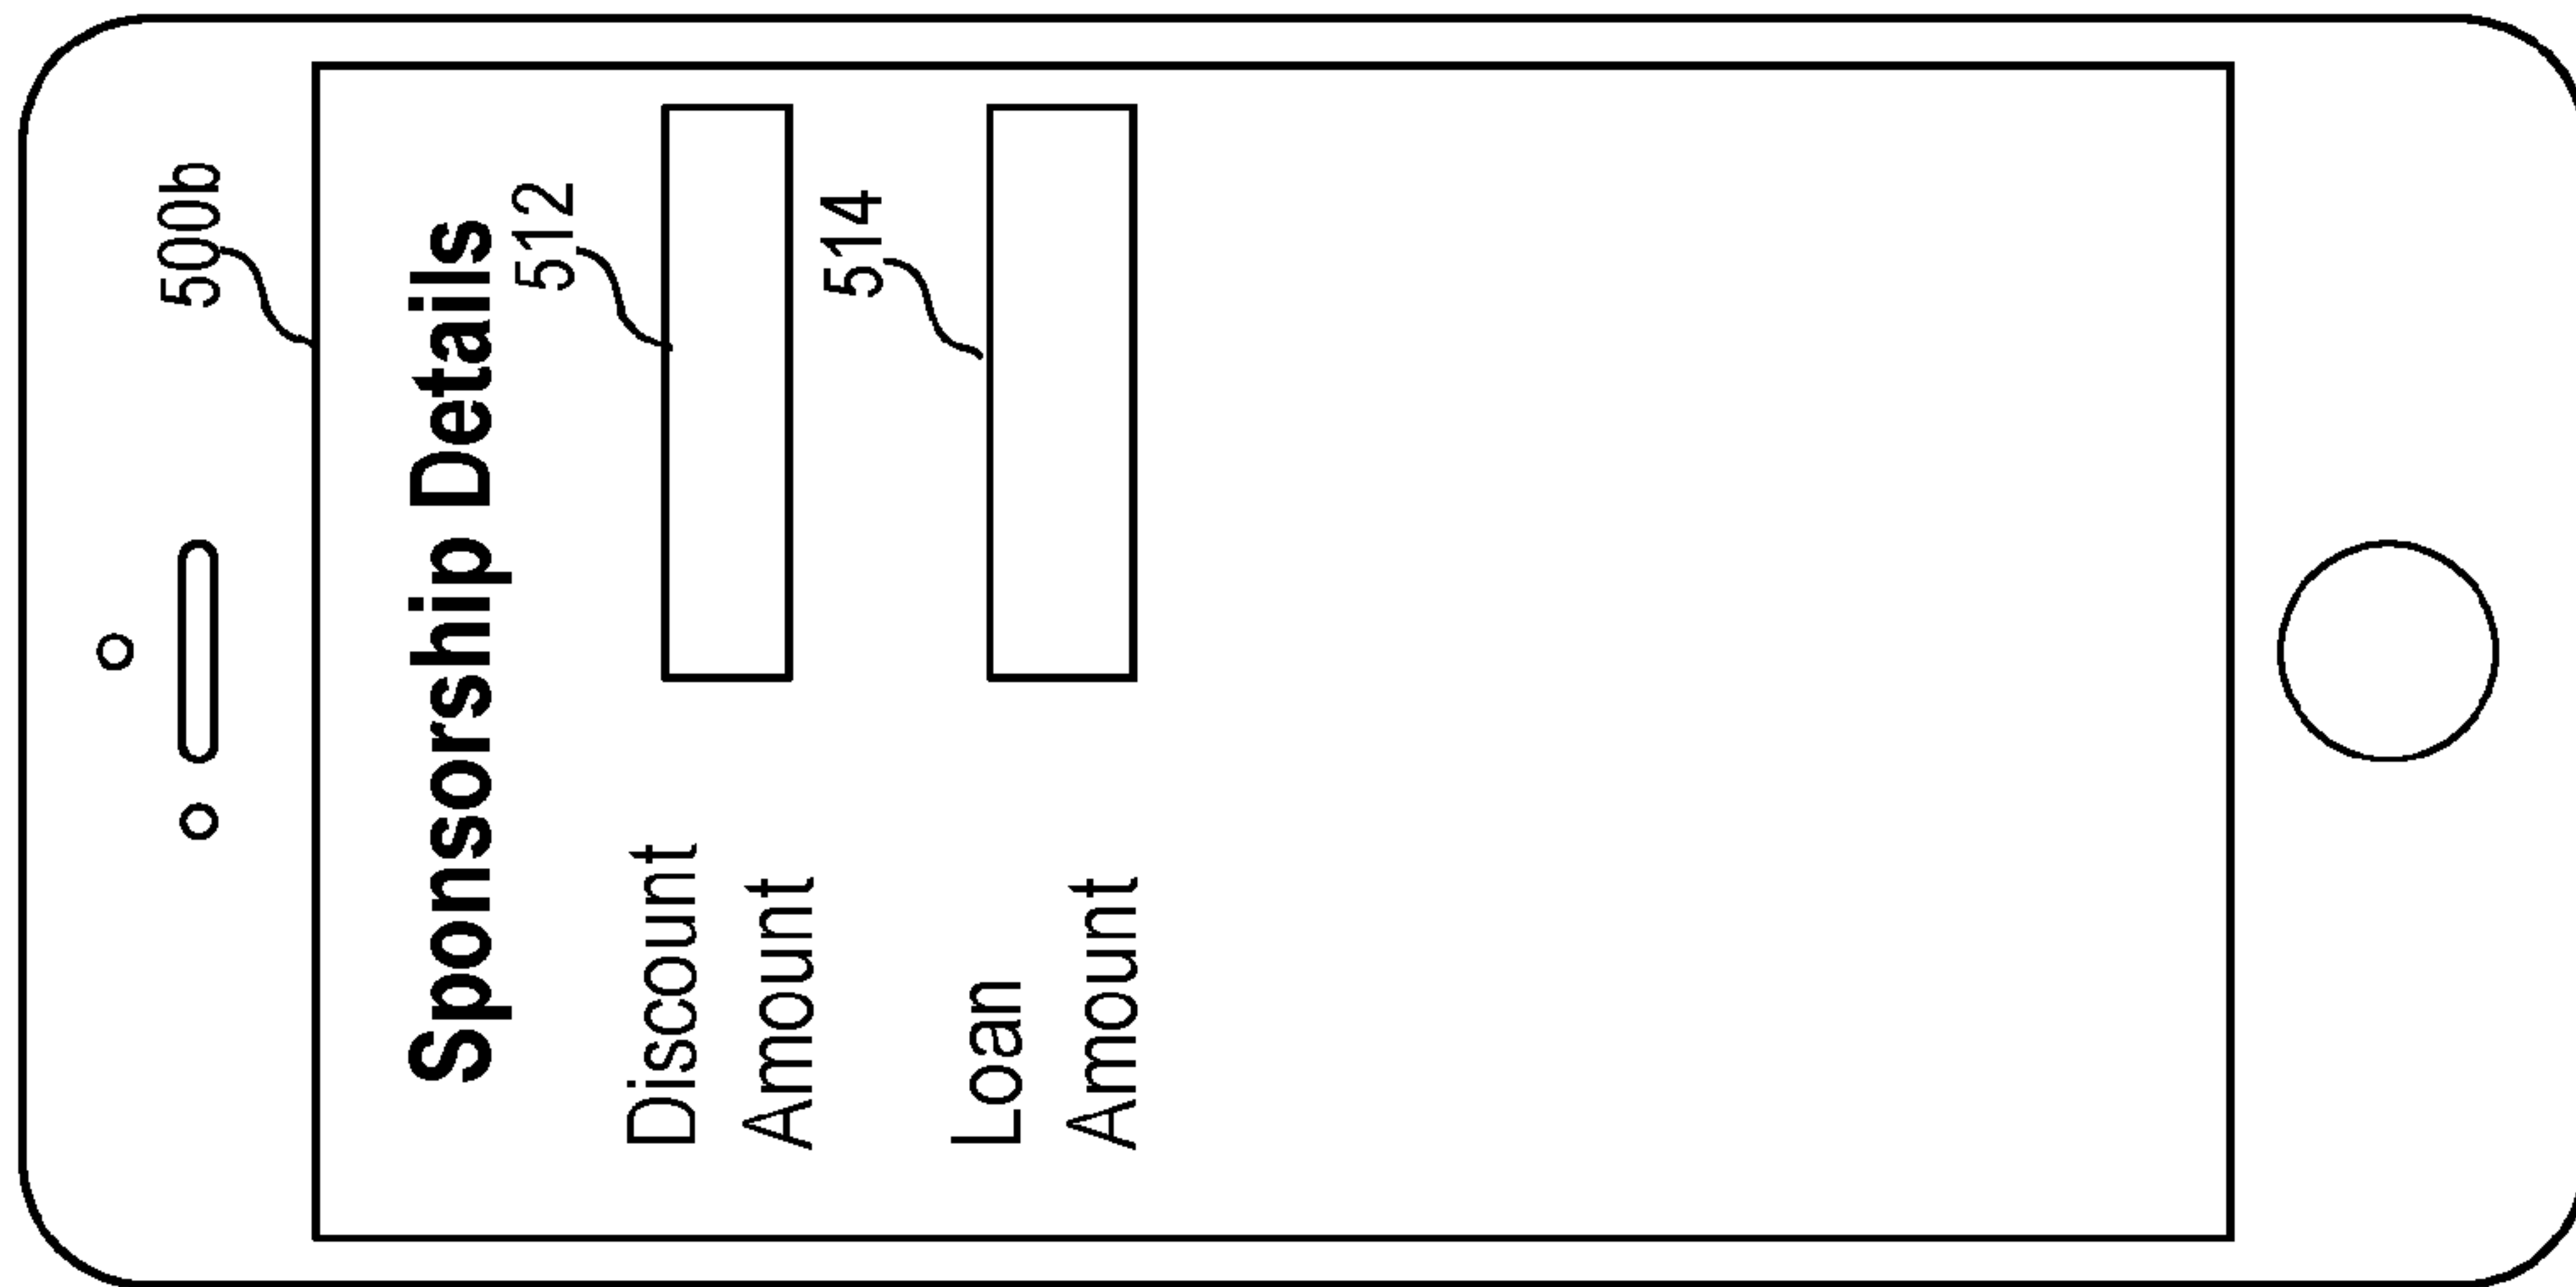 500b
Sponsorship Details
512
Discount
Amount
514
Loan
Amount